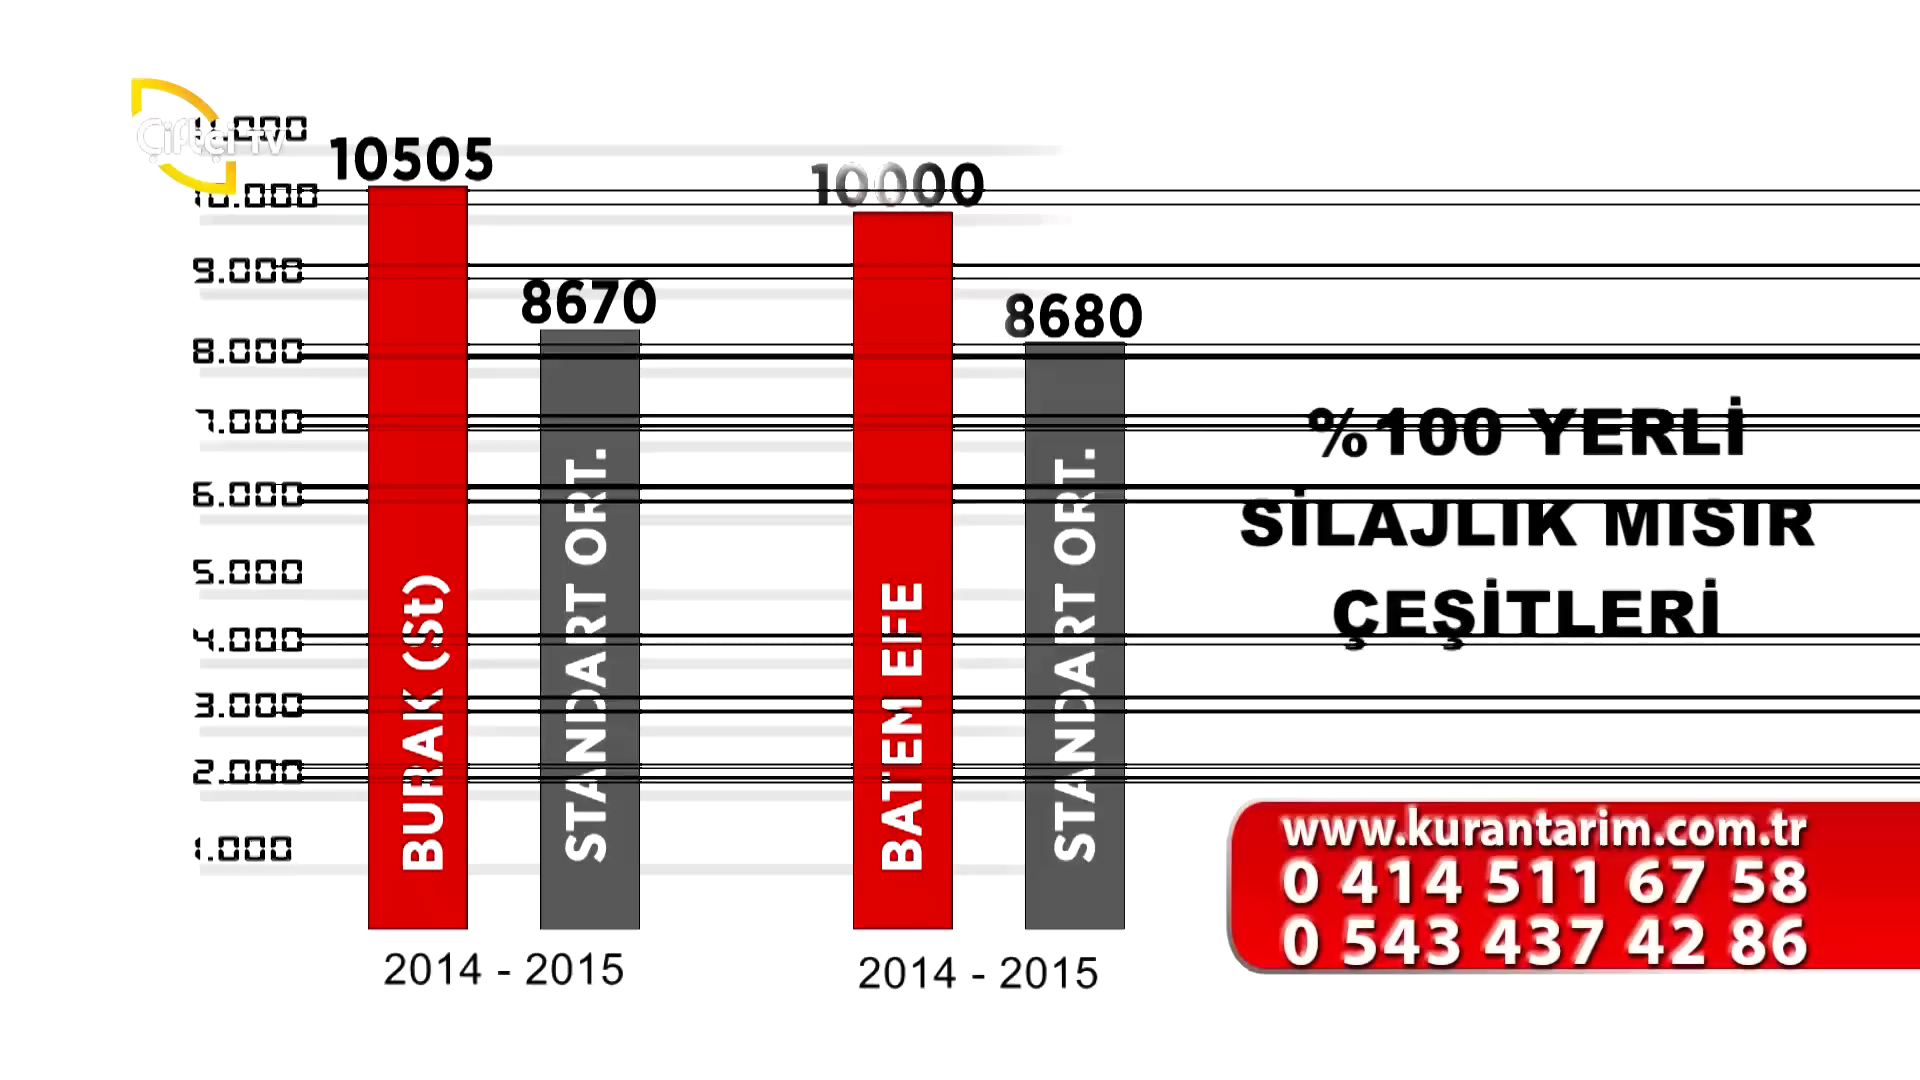 Çiftçi TV
11.000
10.000
9.000
8.000
7.000
6.000
5.000
4.000
3.000
2.000
1.000
10505
8670
10000
8680
BURAK (St)
STANDART ORT.
BATEM EFE
STANDART ORT.
2014 - 2015
2014 - 2015
%100 YERLİ
SİLAJLIK MISIR
ÇEŞİTLERİ
www.kurantarim.com.tr
0 414 511 67 58
0 543 437 42 86